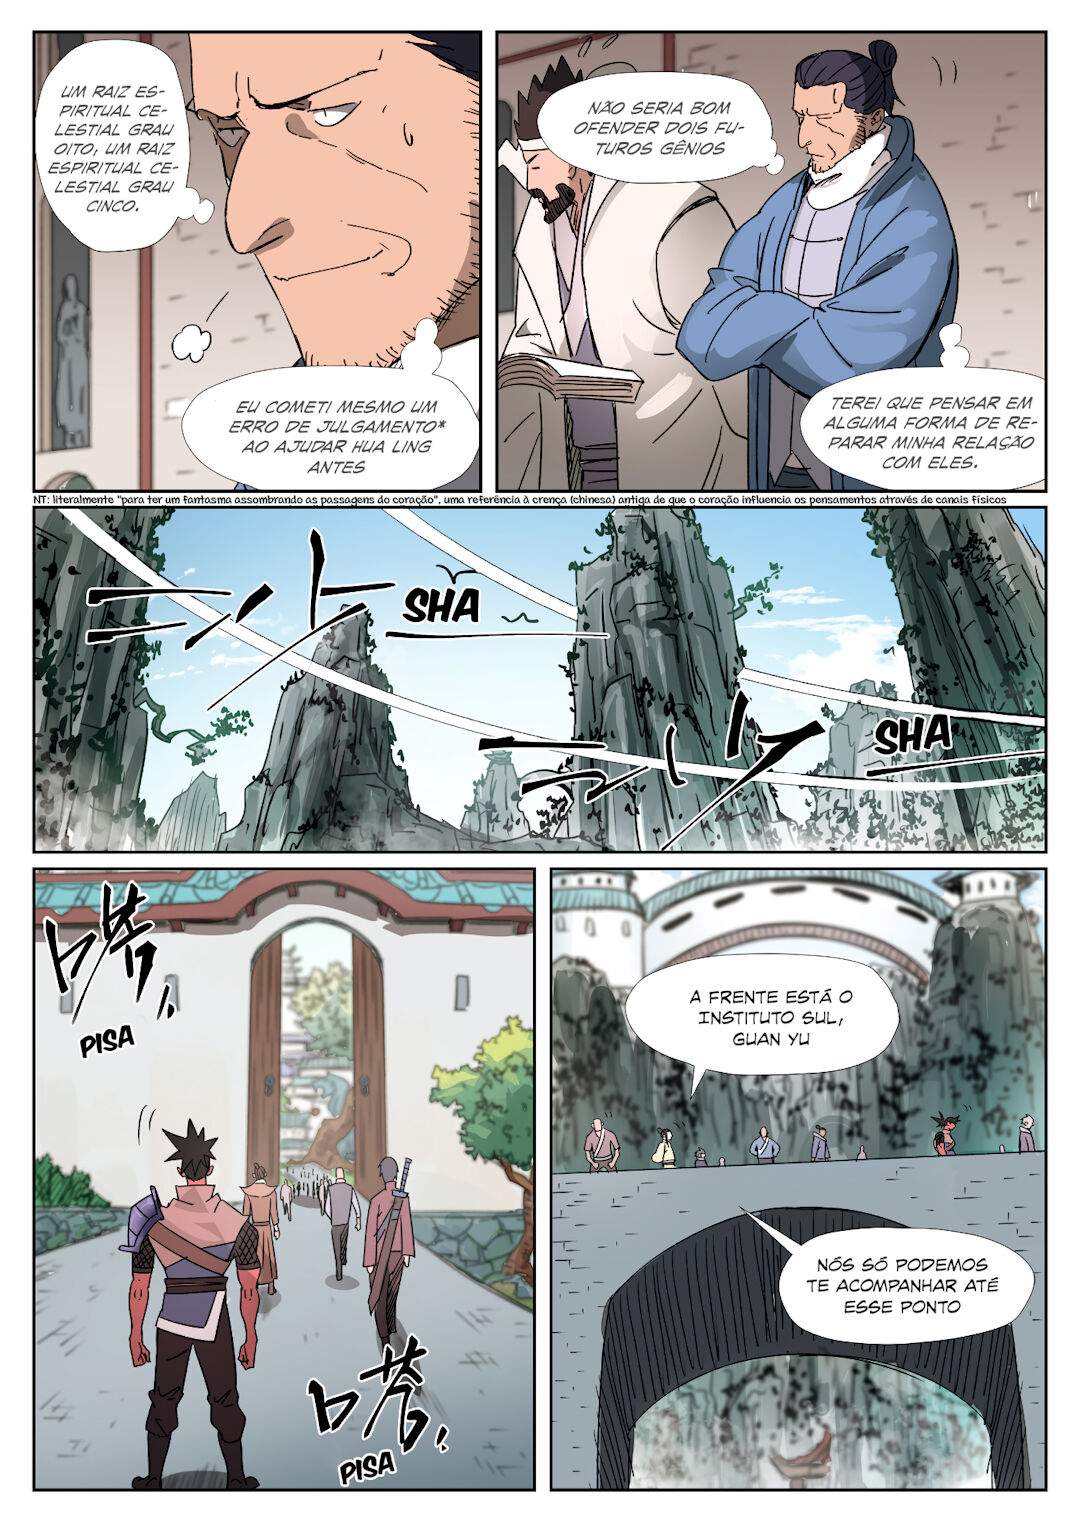 UM RAIZ ES-
PIRITUAL CE-
LESTIAL GRAU
OITO, UM RAIZ
ESPIRITUAL CE-
LESTIAL GRAU
CINCO.
EU COMETI MESMO UM
ERRO DE JULGAMENTO*
AO AJUDAR HUA LING
ANTES
NÃO SERIA BOM
OFENDER DOIS FU-
TUROS GÊNIOS
TEREI QUE PENSAR EM
ALGUMA FORMA DE RE-
PARAR MINHA RELAÇÃO
COM ELES.
NT: literalmente "para ter um fantasma assombrando as passagens do coração", uma referência à crença (chinesa) antiga de que o coração influencia os pensamentos através de canais físicos
SHA
SHA
嗒
PISA
嗒
PISA
A FRENTE ESTÁ O
INSTITUTO SUL,
GUAN YU
NÓS SÓ PODEMOS
TE ACOMPANHAR ATÉ
ESSE PONTO